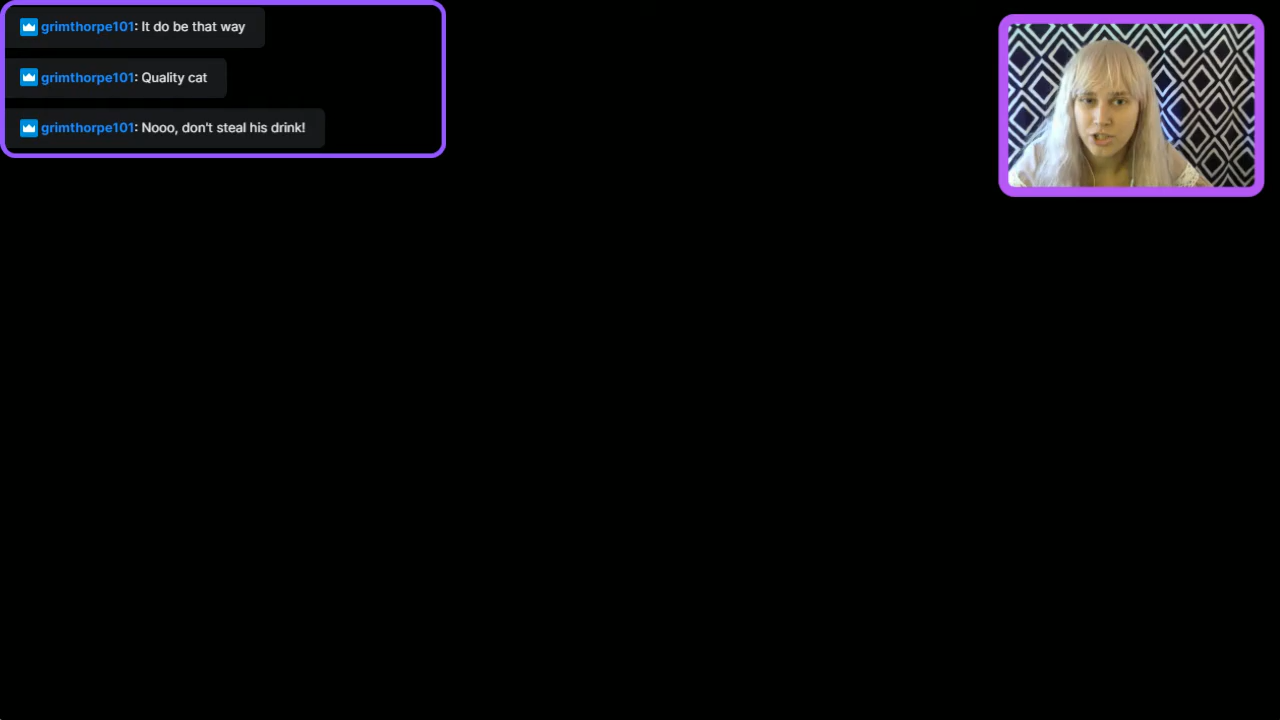 grimthorpe101: It do be that way
grimthorpe101: Quality cat
grimthorpe101: Nooo, don't steal his drink!